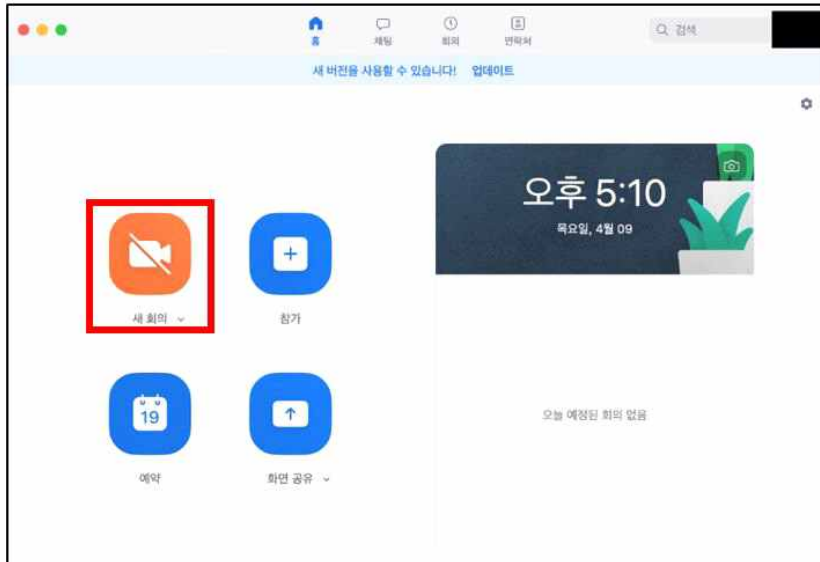 홈
채팅
회의
연락처
검색
새 버전을 사용할 수 있습니다! 업데이트
오후 5:10
목요일, 4월 09
새 회의
참가
19
예약
화면 공유
오늘 예정된 회의 없음